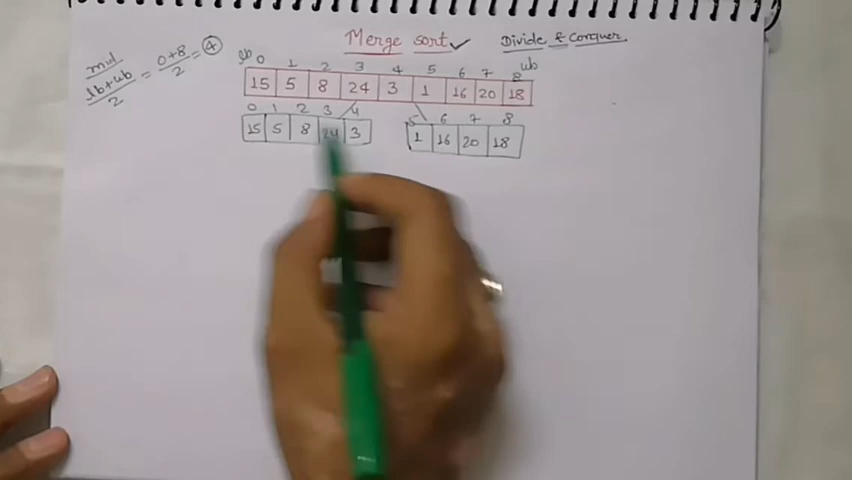 Merge sort ✓ Divide & Conquer
mid
lb+ub/2 = 0+8/2 = 4
lb ub
0 1 2 3 4 5 6 7 8
15 5 8 24 3 1 16 20 18
0 1 2 3 4 5 6 7 8
15 5 8 24 3 1 16 20 18